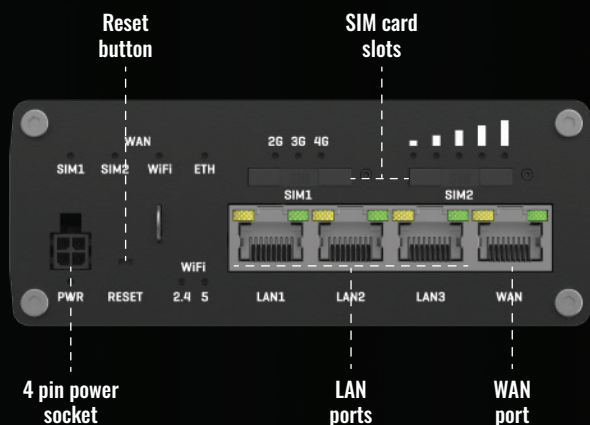 Reset
button
SIM card
slots
WAN
2G 3G 4G
SIM1 SIM2 WiFi ETH
SIM1
SIM2
WiFi
PWR RESET 2.4 5 LAN1 LAN2 LAN3 WAN
4 pin power
socket
LAN
ports
WAN
port